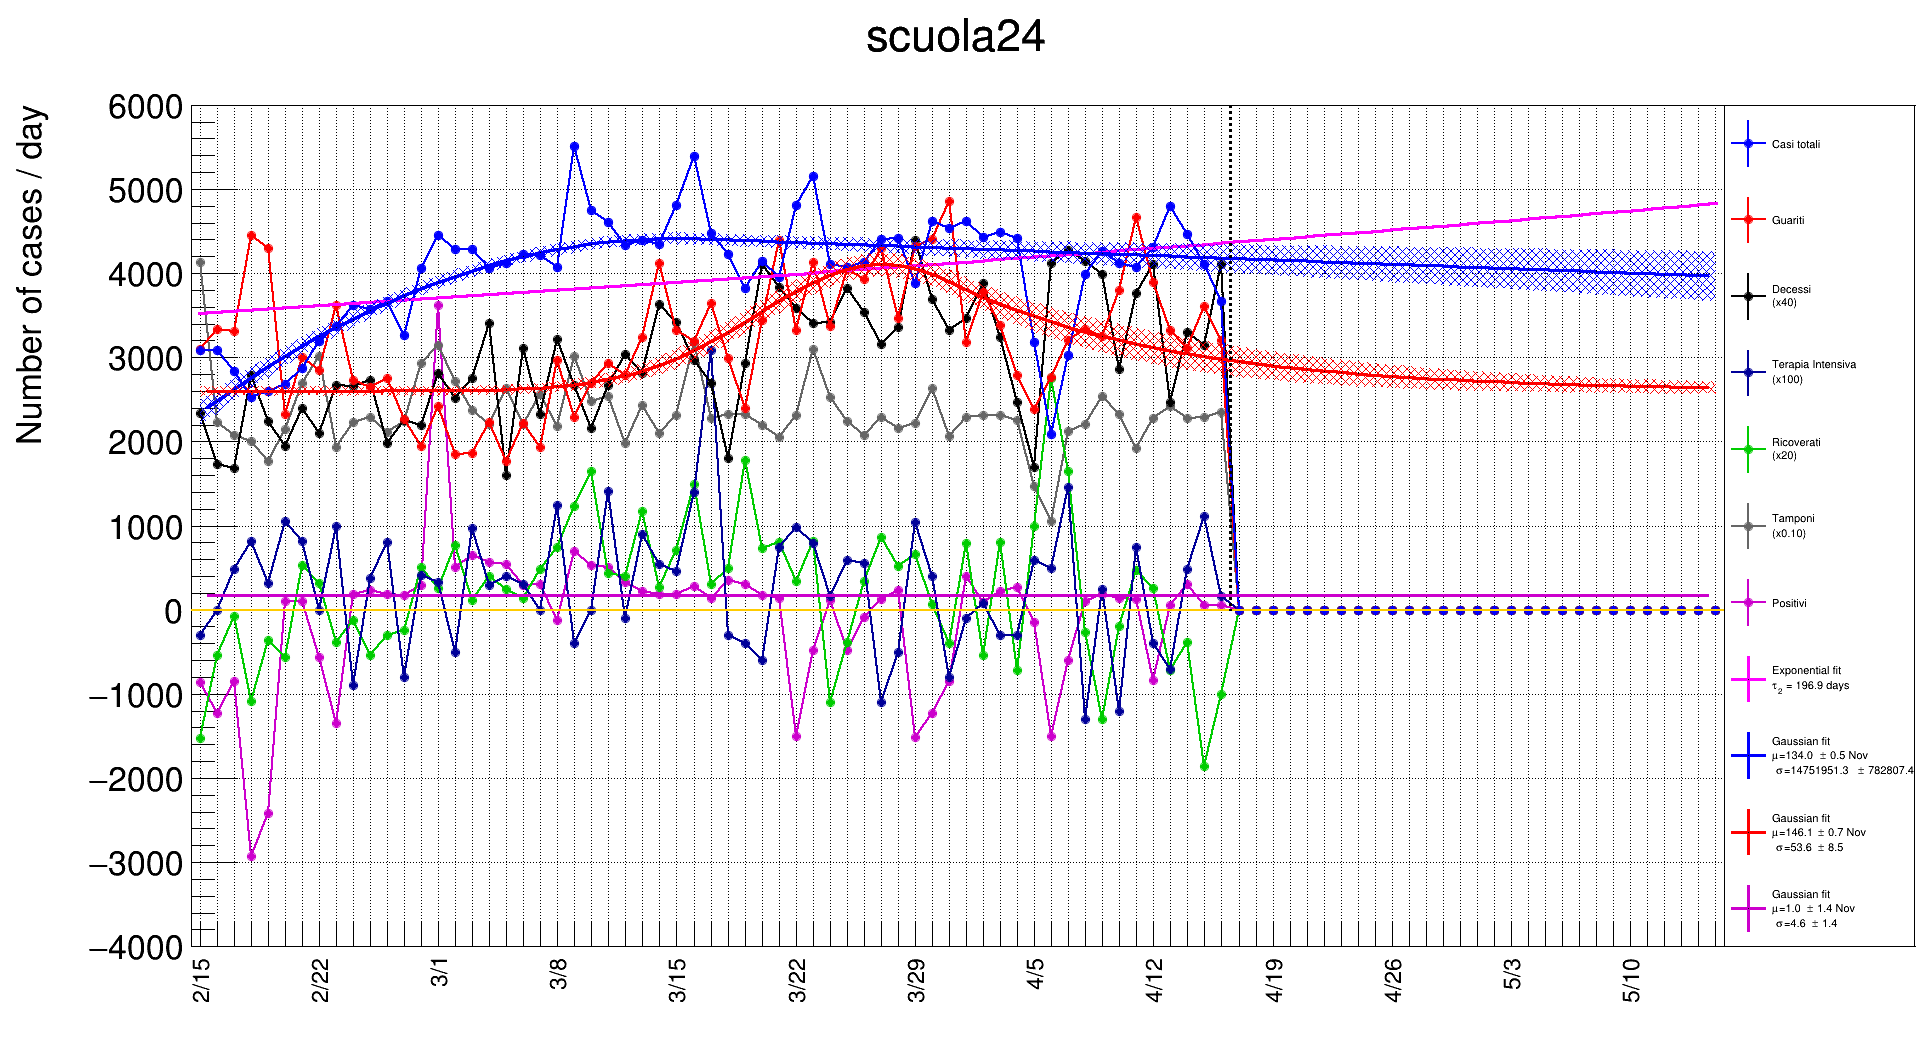 scuola24
Number of cases / day
6000
5000
4000
3000
2000
1000
0
−1000
−2000
−3000
−4000
2/15
2/22
3/1
3/8
3/15
3/22
3/29
4/5
4/12
4/19
4/26
5/3
5/10
Casi totali
Guariti
Decessi
(x40)
Terapia Intensiva
(x100)
Ricoverati
(x20)
Tamponi
(x0.10)
Positivi
Exponential fit
τ2 = 196.9 days
Gaussian fit
μ=134.0 ± 0.5 Nov
σ=14751951.3 ± 782807.4
Gaussian fit
μ=146.1 ± 0.7 Nov
σ=53.6 ± 8.5
Gaussian fit
μ=1.0 ± 1.4 Nov
σ=4.6 ± 1.4